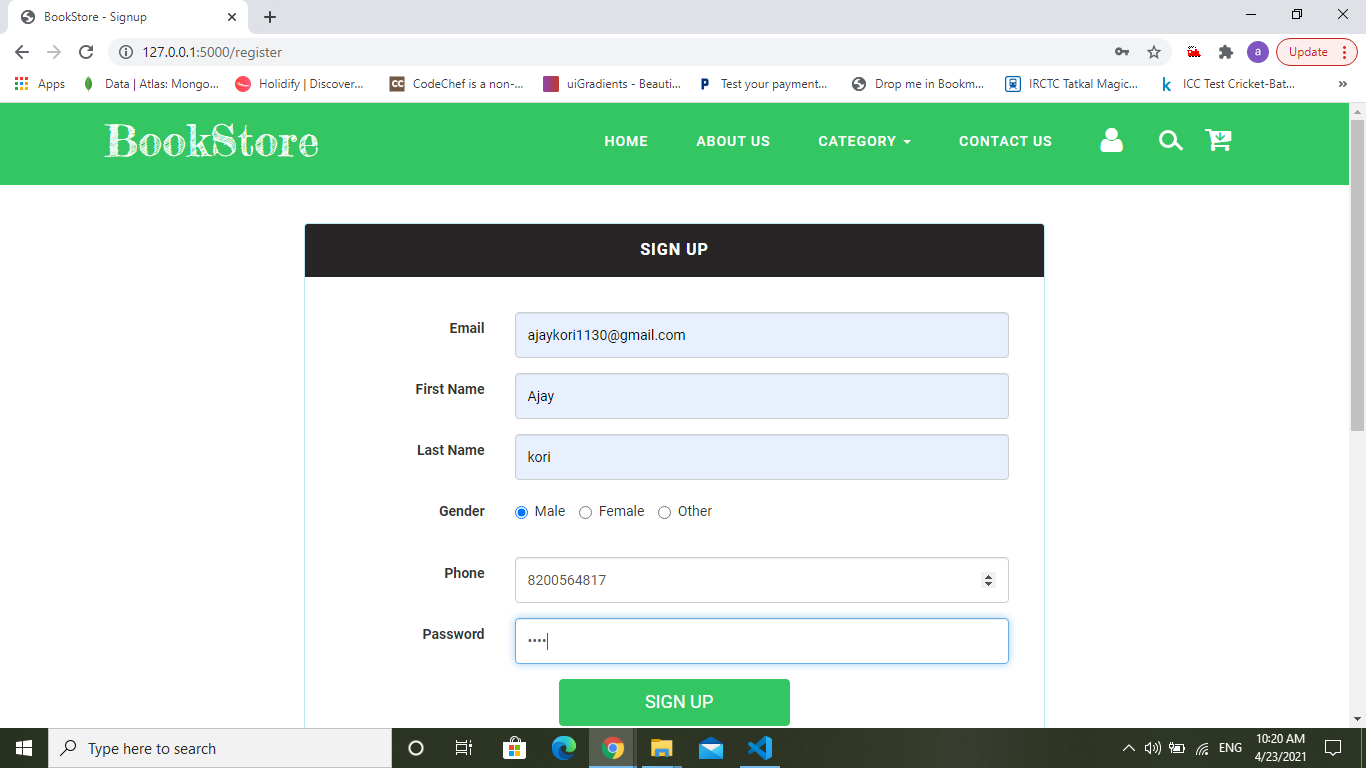 BookStore - Signup
127.0.0.1:5000/register
a
Update
Apps
Data | Atlas: Mongo...
Holidify | Discover...
CC
CodeChef is a non-...
uiGradients - Beauti...
P
Test your payment...
Drop me in Bookm...
IRCTC Tatkal Magic...
k
ICC Test Cricket-Bat...
»
BookStore
HOME
ABOUT US
CATEGORY
CONTACT US
SIGN UP
Email
ajaykori1130@gmail.com
First Name
Ajay
Last Name
kori
Gender
Male
Female
Other
Phone
8200564817
Password
••••
SIGN UP
Type here to search
ENG
10:20 AM
4/23/2021